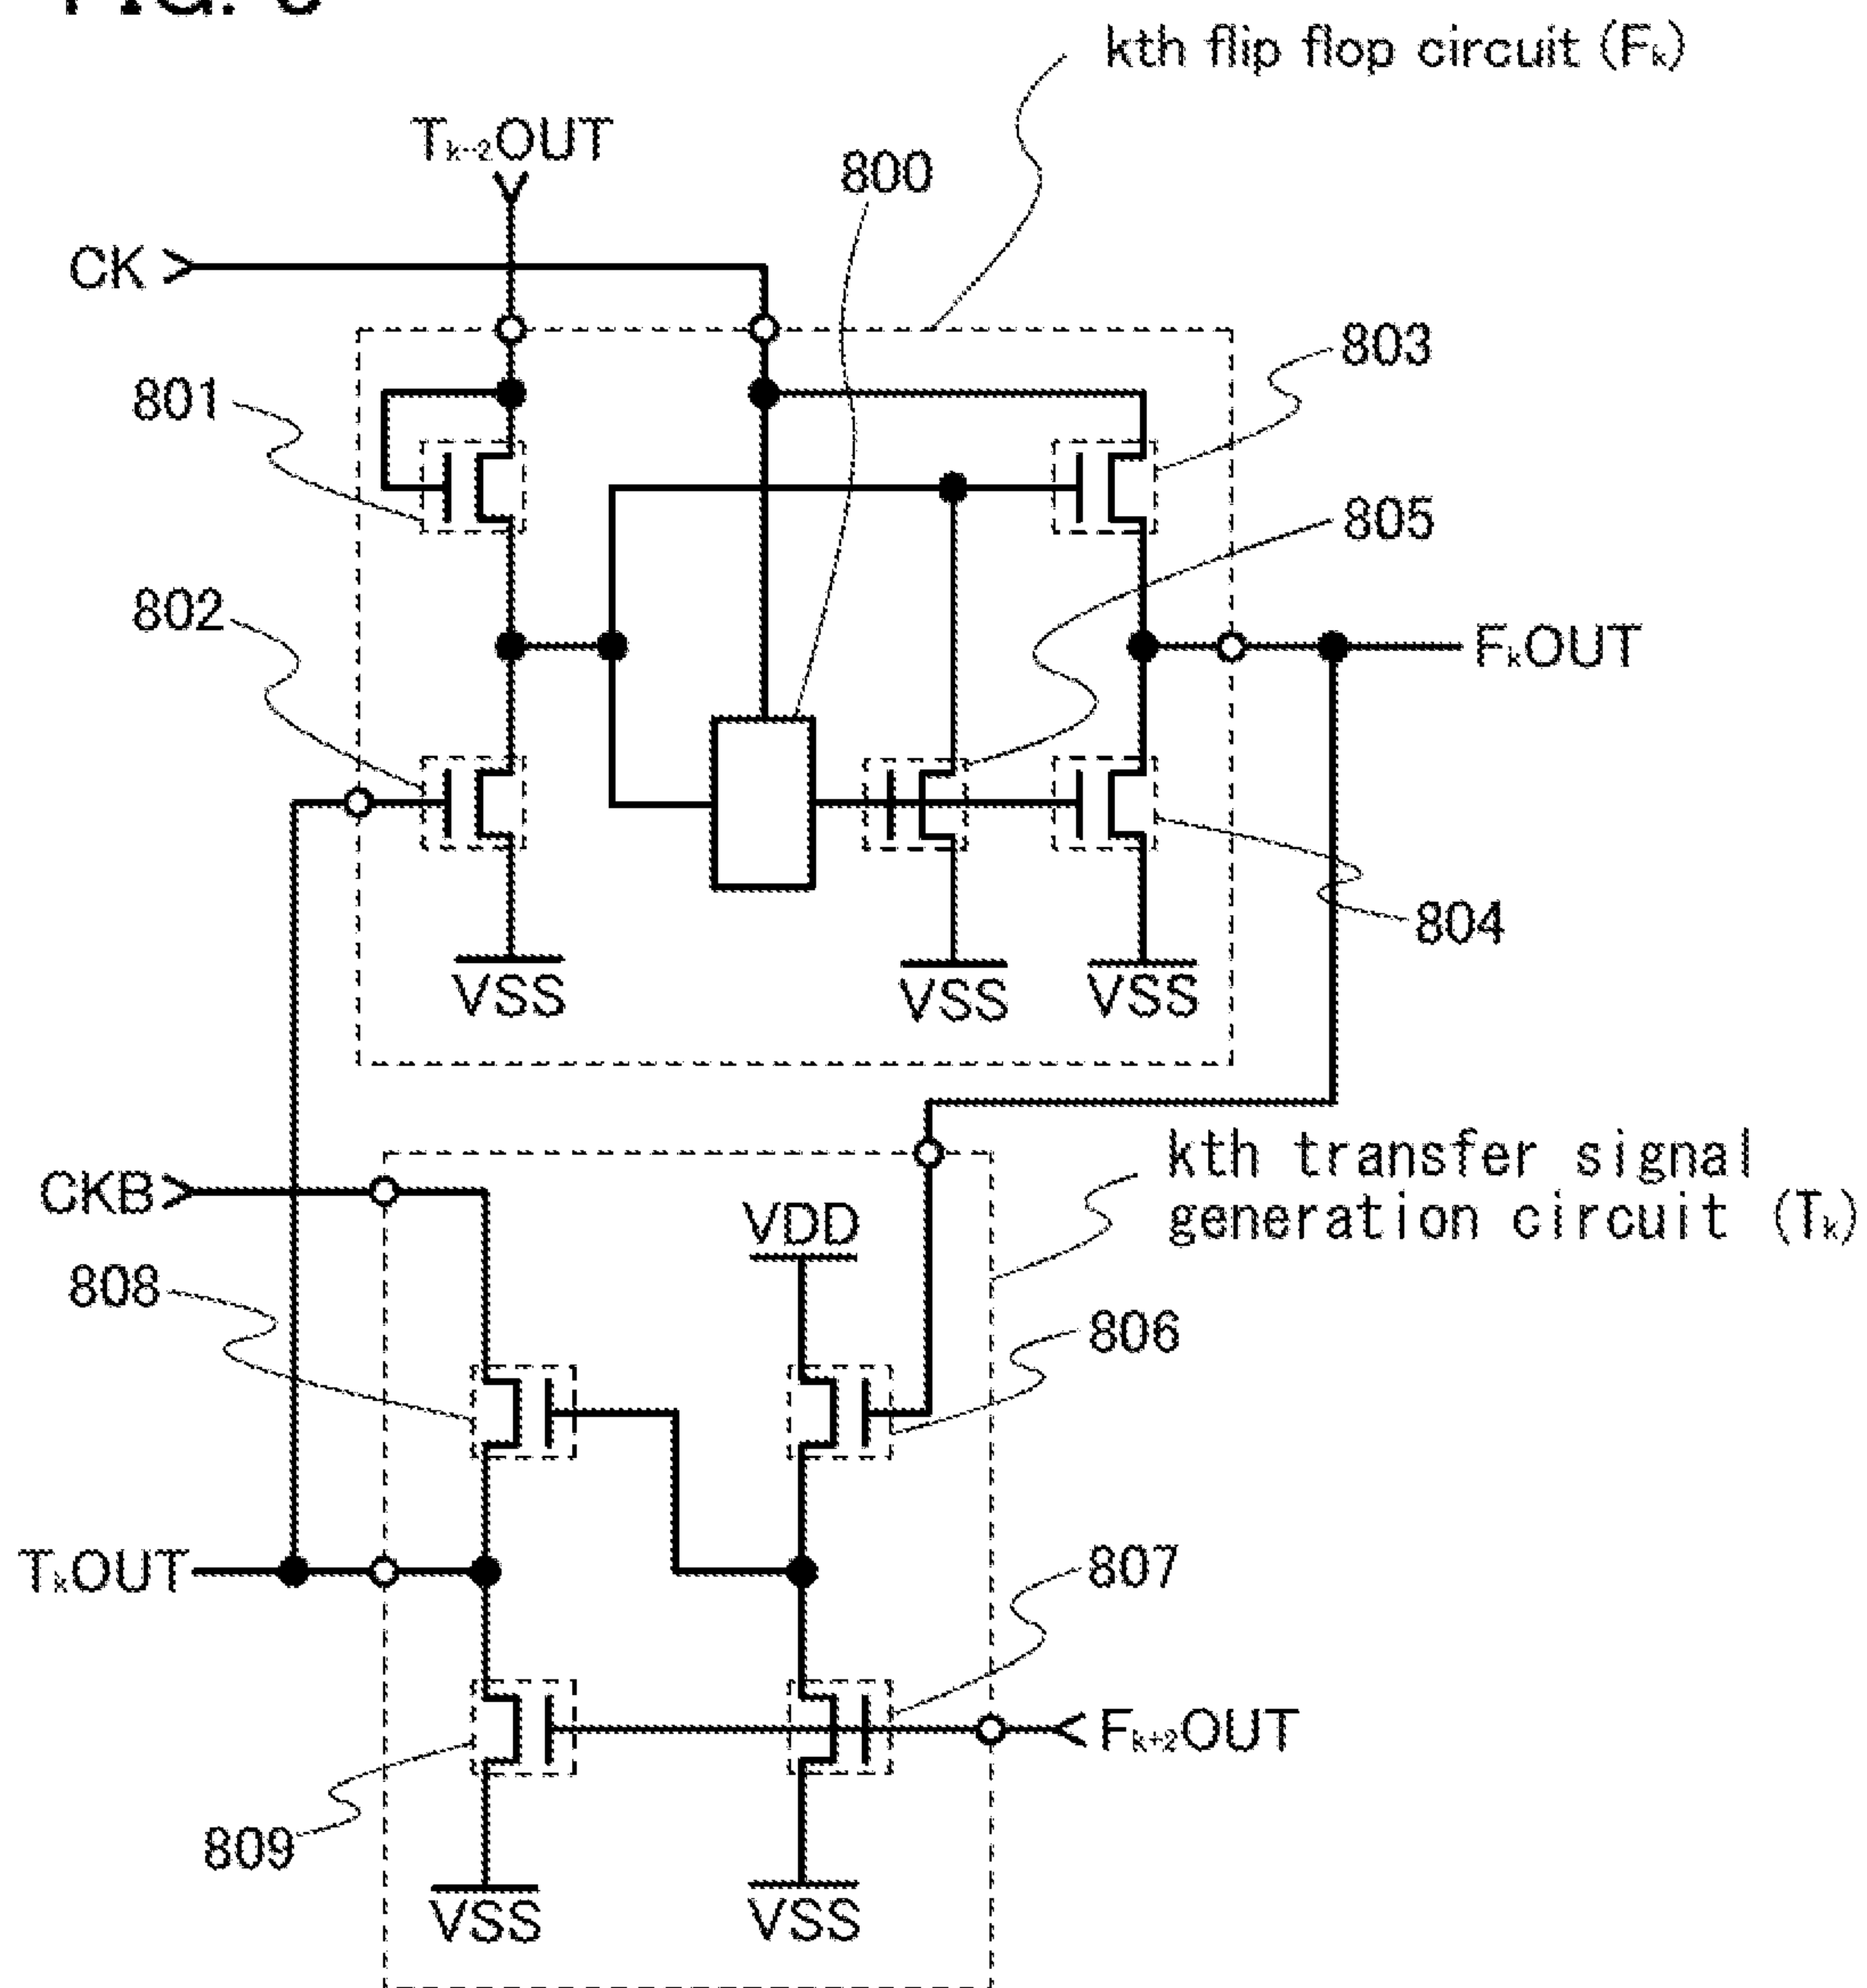 kth flip flop circuit (Fk)
Tk-2OUT
800
CK
803
801
805
802
FkOUT
804
VSS
VSS
VSS
kth transfer signal
generation circuit (Tk)
CKB
VDD
808
806
TkOUT
807
Fk+2OUT
809
VSS
VSS